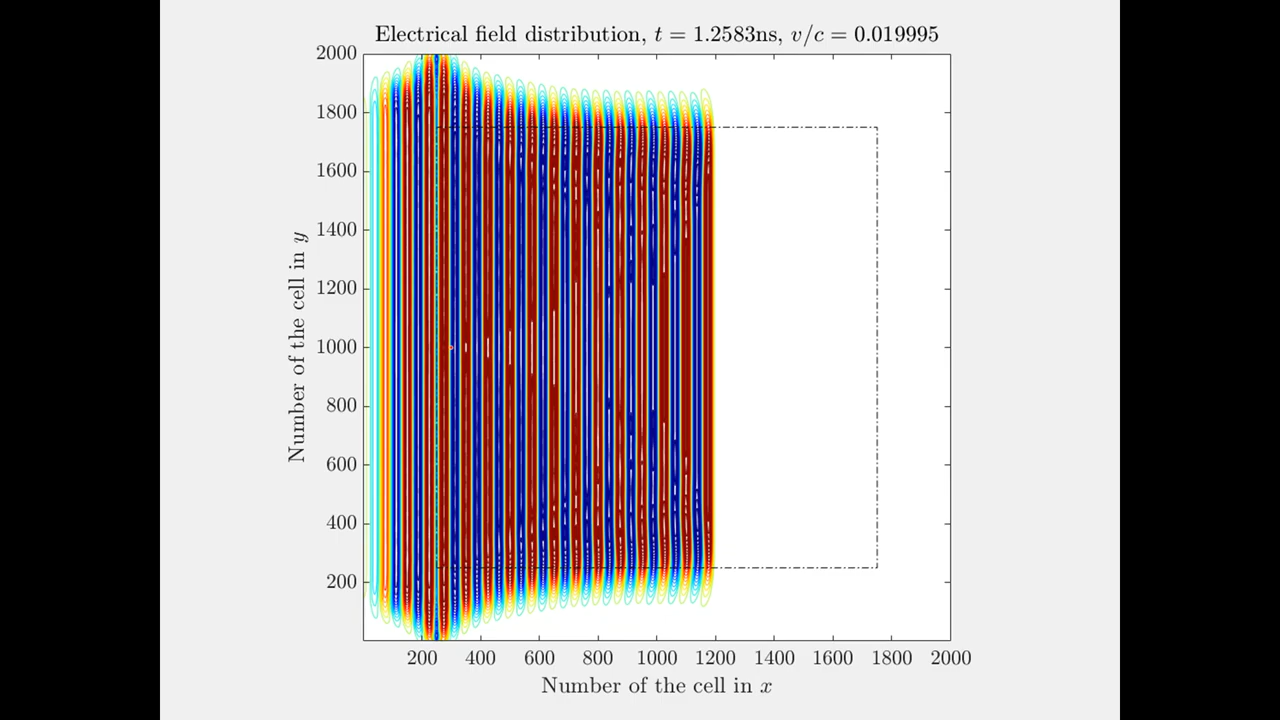 Electrical field distribution, t = 1.2583ns, v/c = 0.019995
2000
1800
1600
1400
1200
1000
800
600
400
200
Number of the cell in y
200 400 600 800 1000 1200 1400 1600 1800 2000
Number of the cell in x